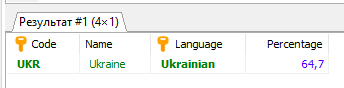 Результат #1 (4×1)
Code Name Language Percentage
UKR Ukraine Ukrainian 64,7